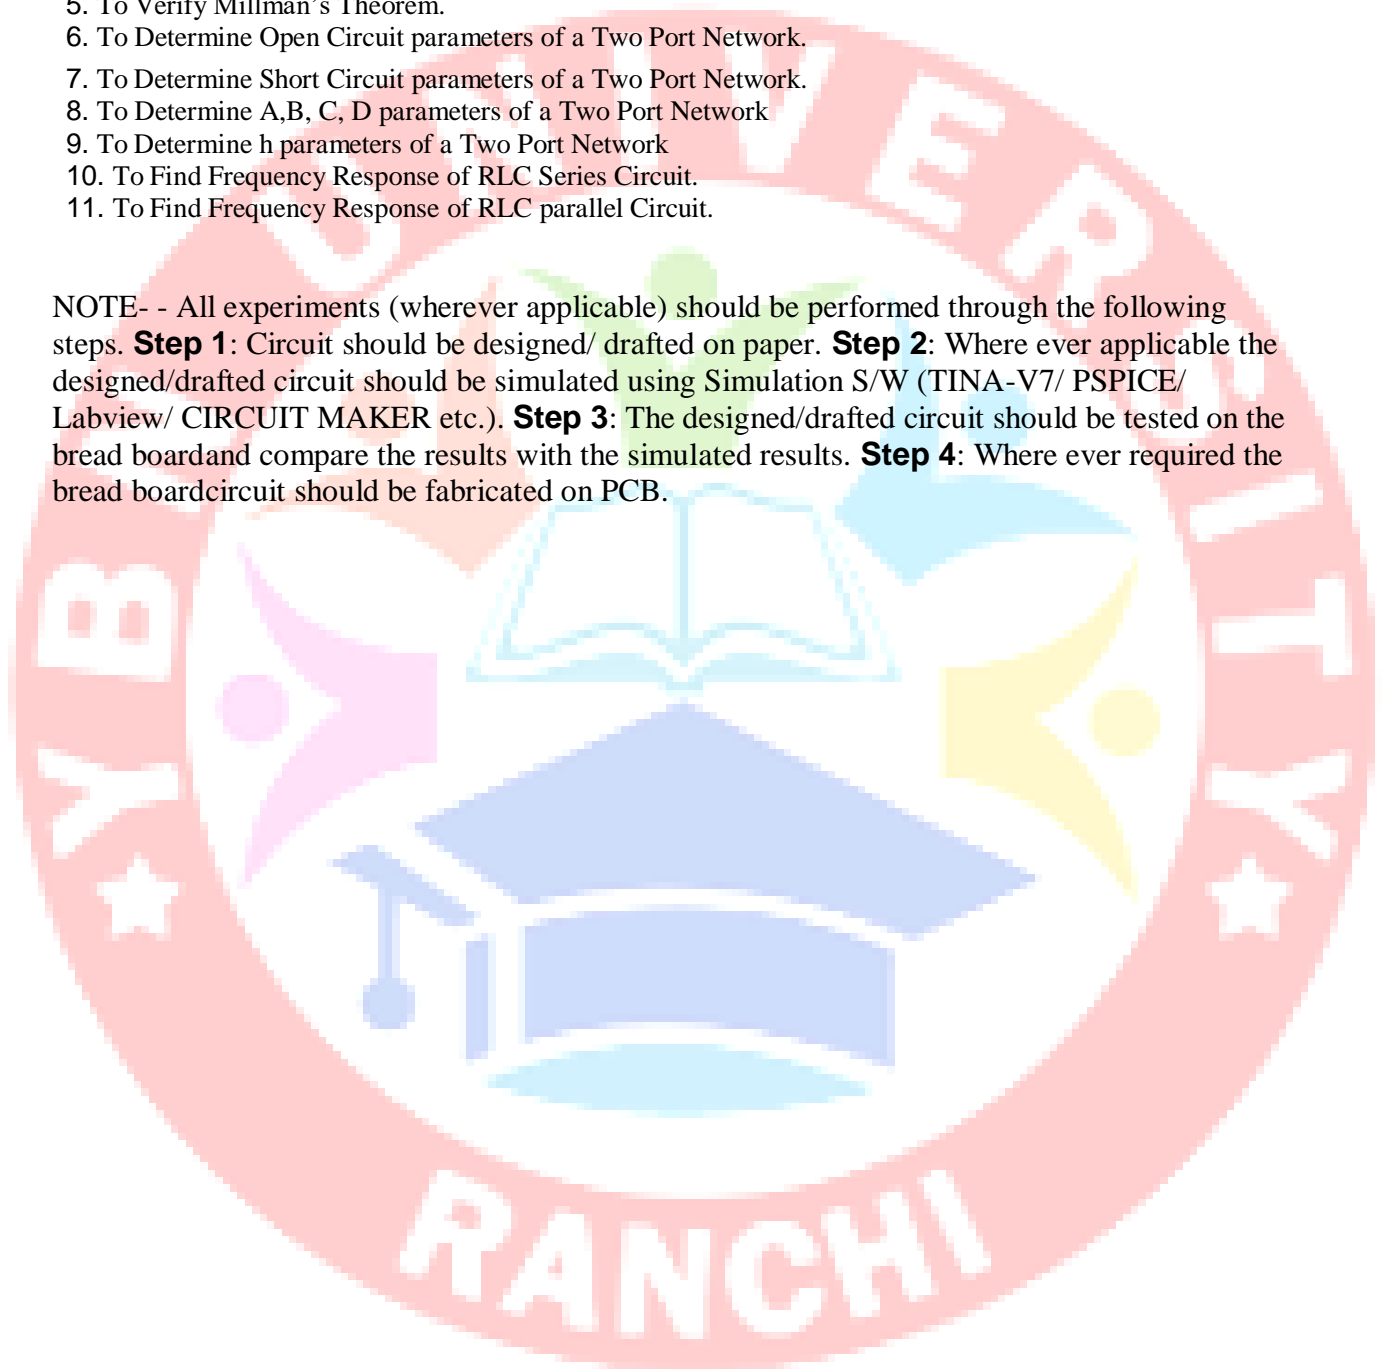 5. To Verify Millman's Theorem.
6. To Determine Open Circuit parameters of a Two Port Network.
7. To Determine Short Circuit parameters of a Two Port Network.
8. To Determine A,B, C, D parameters of a Two Port Network
9. To Determine h parameters of a Two Port Network
10. To Find Frequency Response of RLC Series Circuit.
11. To Find Frequency Response of RLC parallel Circuit.
NOTE- - All experiments (wherever applicable) should be performed through the following
steps. Step 1: Circuit should be designed/ drafted on paper. Step 2: Where ever applicable the
designed/drafted circuit should be simulated using Simulation S/W (TINA-V7/ PSPICE/
Labview/ CIRCUIT MAKER etc.). Step 3: The designed/drafted circuit should be tested on the
bread boardand compare the results with the simulated results. Step 4: Where ever required the
bread boardcircuit should be fabricated on PCB.
YBN UNIVERSITY
RANCHI